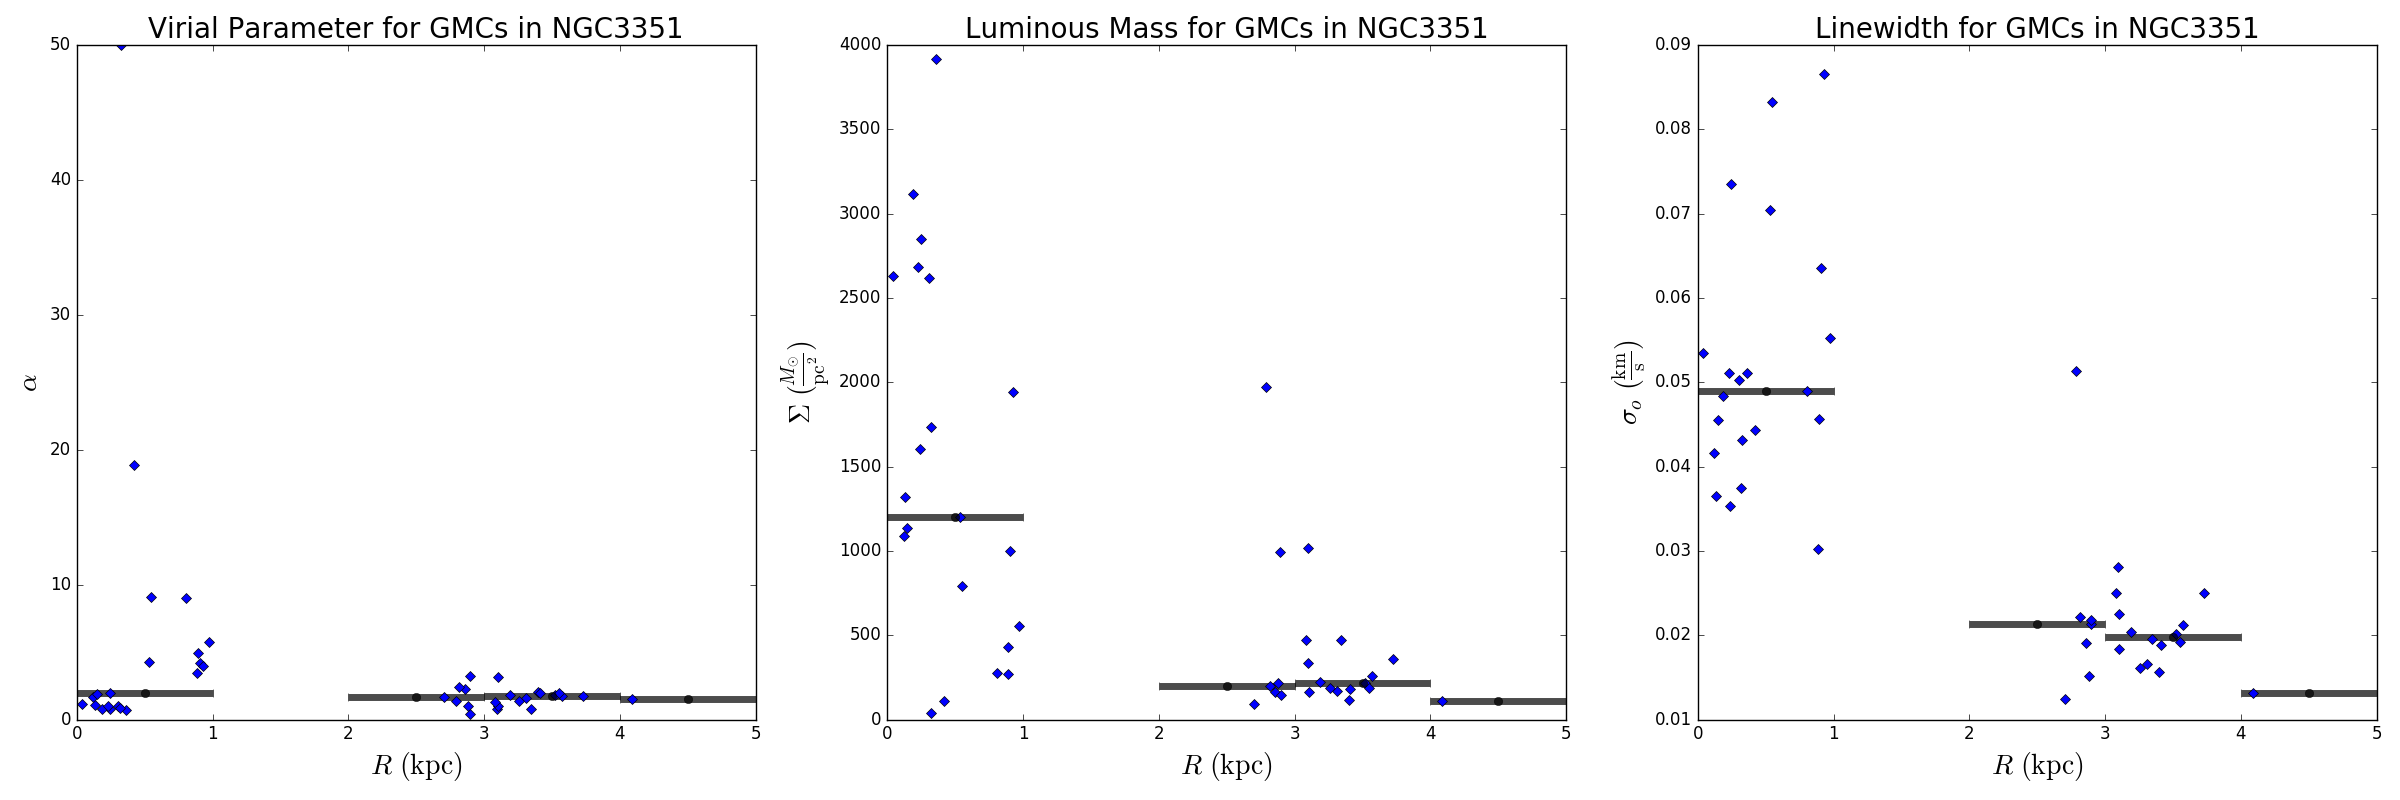 Virial Parameter for GMCs in NGC3351
50
40
30
20
10
0
α
0 1 2 3 4 5
R (kpc)
Luminous Mass for GMCs in NGC3351
4000
3500
3000
2500
2000
1500
1000
500
0
Σ (M⊙/pc²)
0 1 2 3 4 5
R (kpc)
Linewidth for GMCs in NGC3351
0.09
0.08
0.07
0.06
0.05
0.04
0.03
0.02
0.01
σₒ (km/s)
0 1 2 3 4 5
R (kpc)